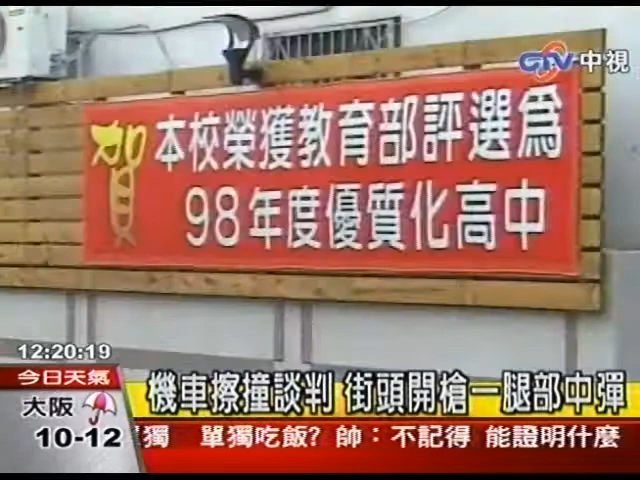 CTV中視
賀
本校榮獲教育部評選為
98年度優質化高中
12:20:19
今日天氣
大阪
10-12
機車擦撞談判 街頭開槍一腿部中彈
獨 單獨吃飯? 帥：不記得 能證明什麼